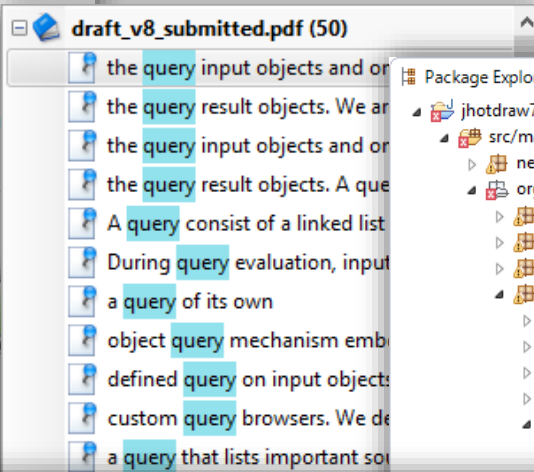 draft_v8_submitted.pdf (50)
the query input objects and or
the query result objects. We ar
the query input objects and or
the query result objects. A que
A query consist of a linked list
During query evaluation, input
a query of its own
object query mechanism emb
defined query on input objects
custom query browsers. We de
a query that lists important sou
Package Explo
jhotdraw7
src/m
ne
org